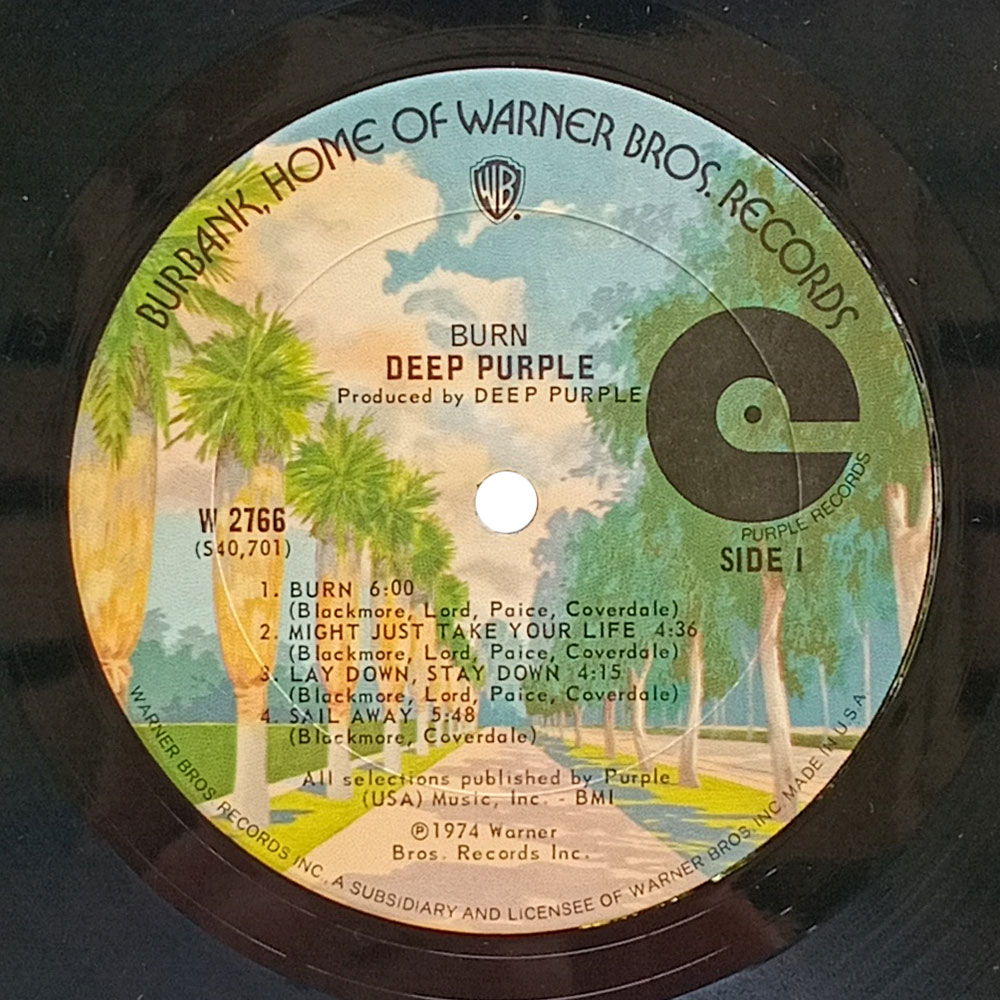 BURBANK, HOME OF WARNER BROS. RECORDS
WB
BURN
DEEP PURPLE
Produced by DEEP PURPLE
PURPLE RECORDS
W 2766
(S40,701)
SIDE 1
1. BURN 6:00
(Blackmore, Lord, Paice, Coverdale)
2. MIGHT JUST TAKE YOUR LIFE 4:36
(Blackmore, Lord, Paice, Coverdale)
3. LAY DOWN, STAY DOWN 4:15
(Blackmore, Lord, Paice, Coverdale)
4. SAIL AWAY 5:48
(Blackmore, Coverdale)
All selections published by Purple
(USA) Music, Inc. - BMI
℗1974 Warner
Bros. Records Inc.
WARNER BROS. RECORDS INC., A SUBSIDIARY AND LICENSEE OF WARNER BROS. INC. MADE IN U.S.A.